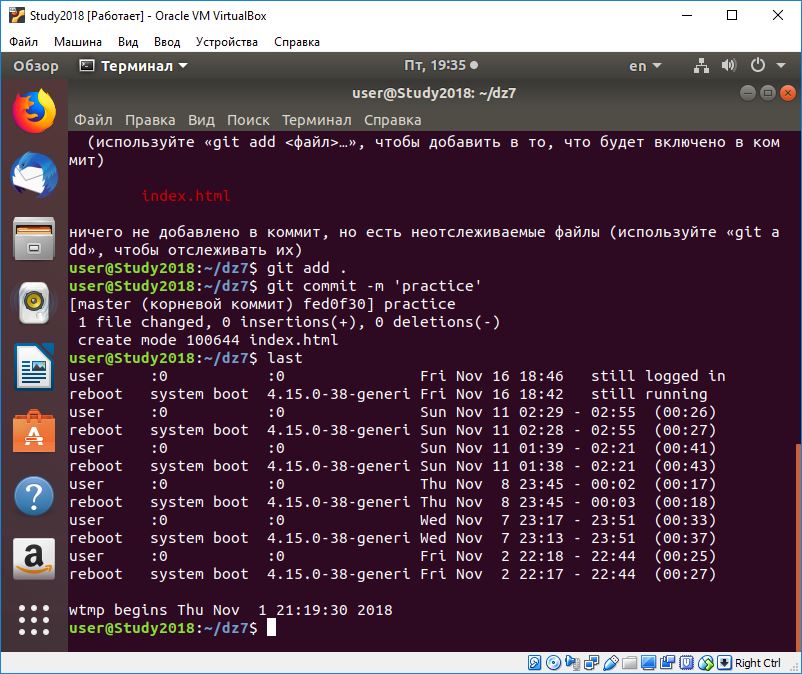 Study2018 [Работает] - Oracle VM VirtualBox
Файл Машина Вид Ввод Устройства Справка
Обзор Терминал Пт, 19:35 en
user@Study2018: ~/dz7
Файл Правка Вид Поиск Терминал Справка
(используйте «git add <файл>…», чтобы добавить в то, что будет включено в ком
мит)
index.html
ничего не добавлено в коммит, но есть неотслеживаемые файлы (используйте «git a
dd», чтобы отслеживать их)
user@Study2018:~/dz7$ git add .
user@Study2018:~/dz7$ git commit -m 'practice'
[master (корневой коммит) fed0f30] practice
 1 file changed, 0 insertions(+), 0 deletions(-)
 create mode 100644 index.html
user@Study2018:~/dz7$ last
user     :0           :0               Fri Nov 16 18:46   still logged in
reboot   system boot  4.15.0-38-generi Fri Nov 16 18:42   still running
user     :0           :0               Sun Nov 11 02:29 - 02:55  (00:26)
reboot   system boot  4.15.0-38-generi Sun Nov 11 02:28 - 02:55  (00:27)
user     :0           :0               Sun Nov 11 01:39 - 02:21  (00:41)
reboot   system boot  4.15.0-38-generi Sun Nov 11 01:38 - 02:21  (00:43)
user     :0           :0               Thu Nov  8 23:45 - 00:02  (00:17)
reboot   system boot  4.15.0-38-generi Thu Nov  8 23:45 - 00:03  (00:18)
user     :0           :0               Wed Nov  7 23:17 - 23:51  (00:33)
reboot   system boot  4.15.0-38-generi Wed Nov  7 23:13 - 23:51  (00:37)
user     :0           :0               Fri Nov  2 22:18 - 22:44  (00:25)
reboot   system boot  4.15.0-38-generi Fri Nov  2 22:17 - 22:44  (00:27)
wtmp begins Thu Nov  1 21:19:30 2018
user@Study2018:~/dz7$
Right Ctrl